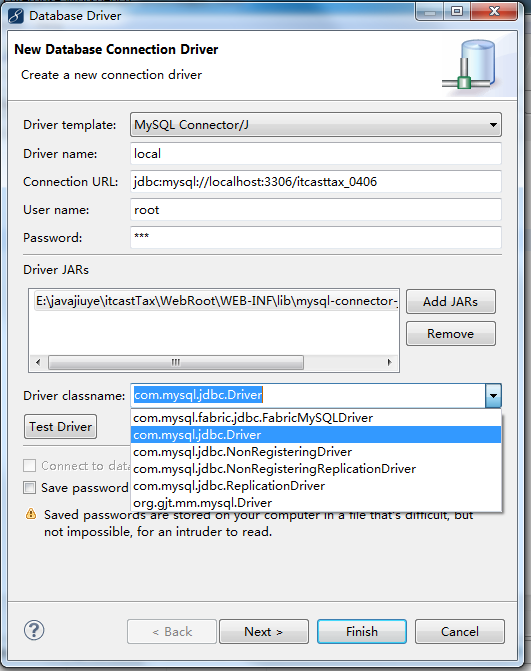 Database Driver
New Database Connection Driver
Create a new connection driver
Driver template: MySQL Connector/J
Driver name: local
Connection URL: jdbc:mysql://localhost:3306/itcasttax_0406
User name: root
Password: ***
Driver JARs
E:\javajiuye\itcastTax\WebRoot\WEB-INF\lib\mysql-connector-
Add JARs
Remove
Driver classname: com.mysql.jdbc.Driver
Test Driver
com.mysql.fabric.jdbc.FabricMySQLDriver
com.mysql.jdbc.Driver
com.mysql.jdbc.NonRegisteringDriver
com.mysql.jdbc.NonRegisteringReplicationDriver
com.mysql.jdbc.ReplicationDriver
org.gjt.mm.mysql.Driver
Connect to data
Save password
Saved passwords are stored on your computer in a file that's difficult, but
not impossible, for an intruder to read.
< Back
Next >
Finish
Cancel